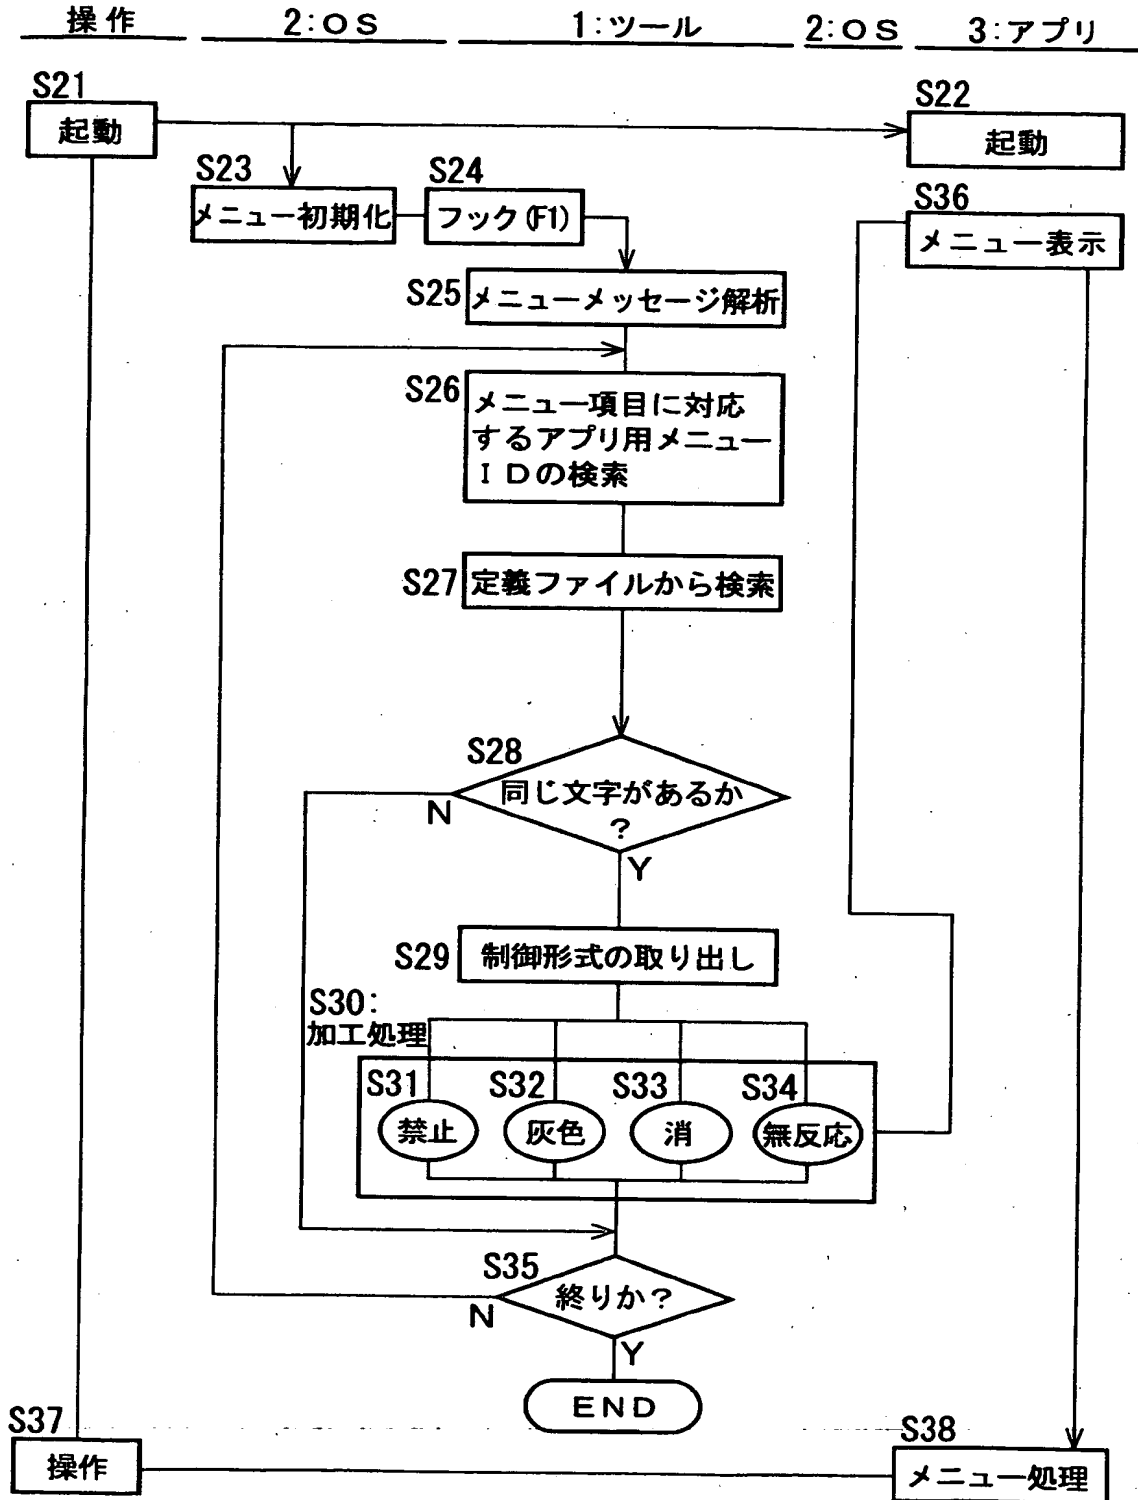 操作 2:OS 1:ツール 2:OS 3:アプリ
S21
起動
S22
起動
S23
メニュー初期化
S24
フック(F1)
S36
メニュー表示
S25
メニューメッセージ解析
S26
メニュー項目に対応
するアプリ用メニュー
IDの検索
S27
定義ファイルから検索
S28
同じ文字があるか
?
N
Y
S29
制御形式の取り出し
S30:
加工処理
S31
禁止
S32
灰色
S33
消
S34
無反応
S35
終りか?
N
Y
END
S37
操作
S38
メニュー処理